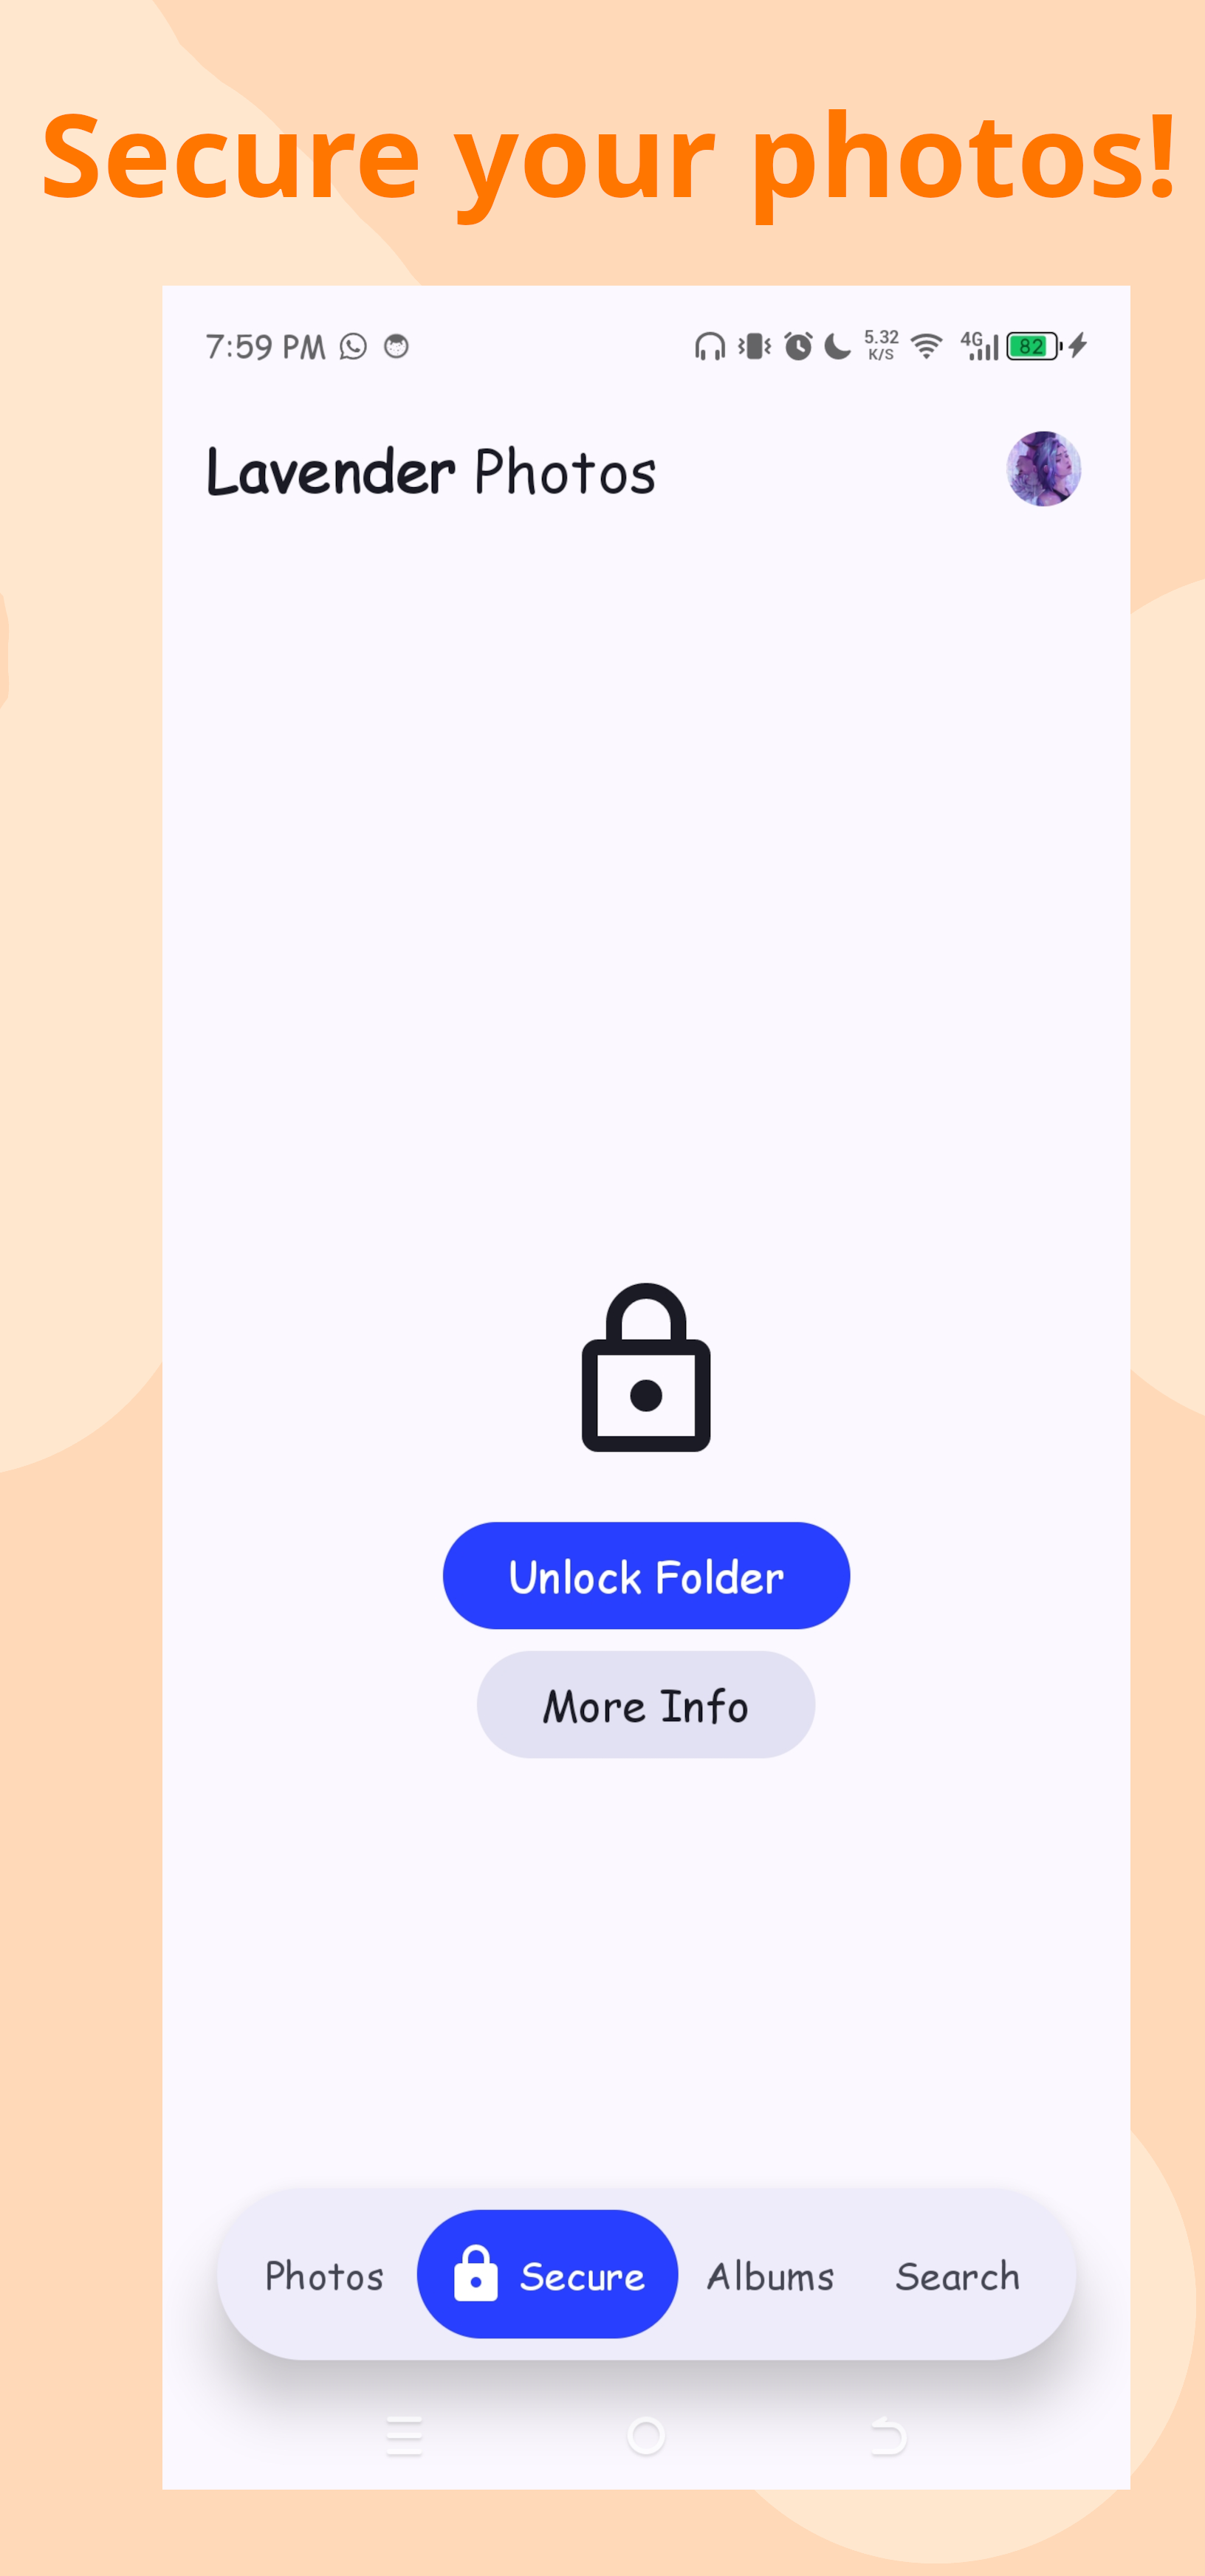 Secure your photos!
7:59 PM 5.32 K/S 4G 82
Lavender Photos
Unlock Folder
More Info
Photos Secure Albums Search